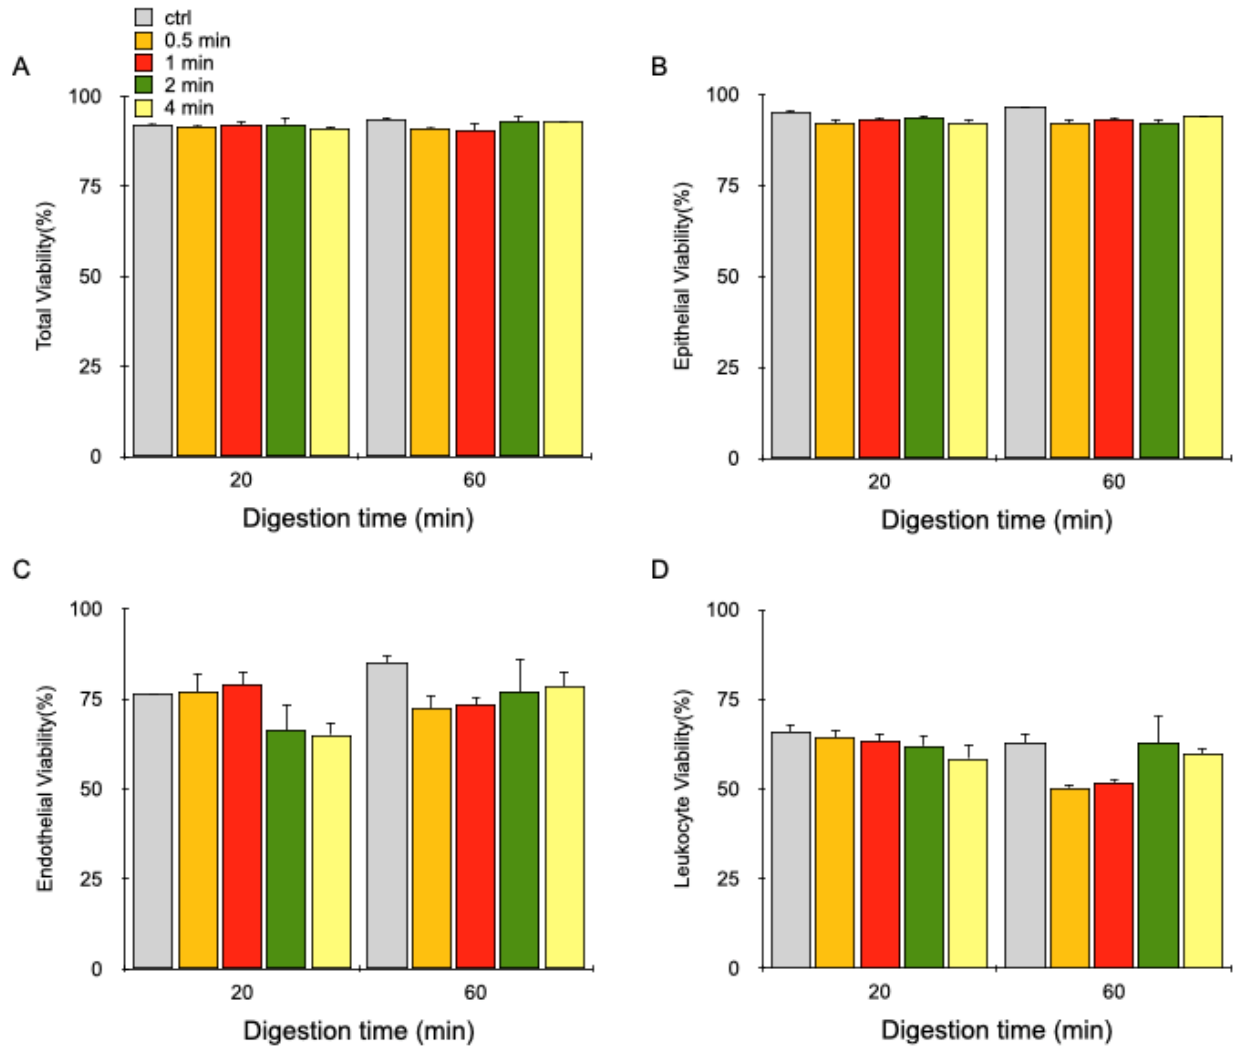 ctrl
0.5 min
1 min
2 min
4 min
A
100
75
50
25
0
Total Viability(%)
20
60
Digestion time (min)
B
100
75
50
25
0
Epithelial Viability(%)
20
60
Digestion time (min)
C
100
75
50
25
0
Endothelial Viability(%)
20
60
Digestion time (min)
D
100
75
50
25
0
Leukocyte Viability(%)
20
60
Digestion time (min)